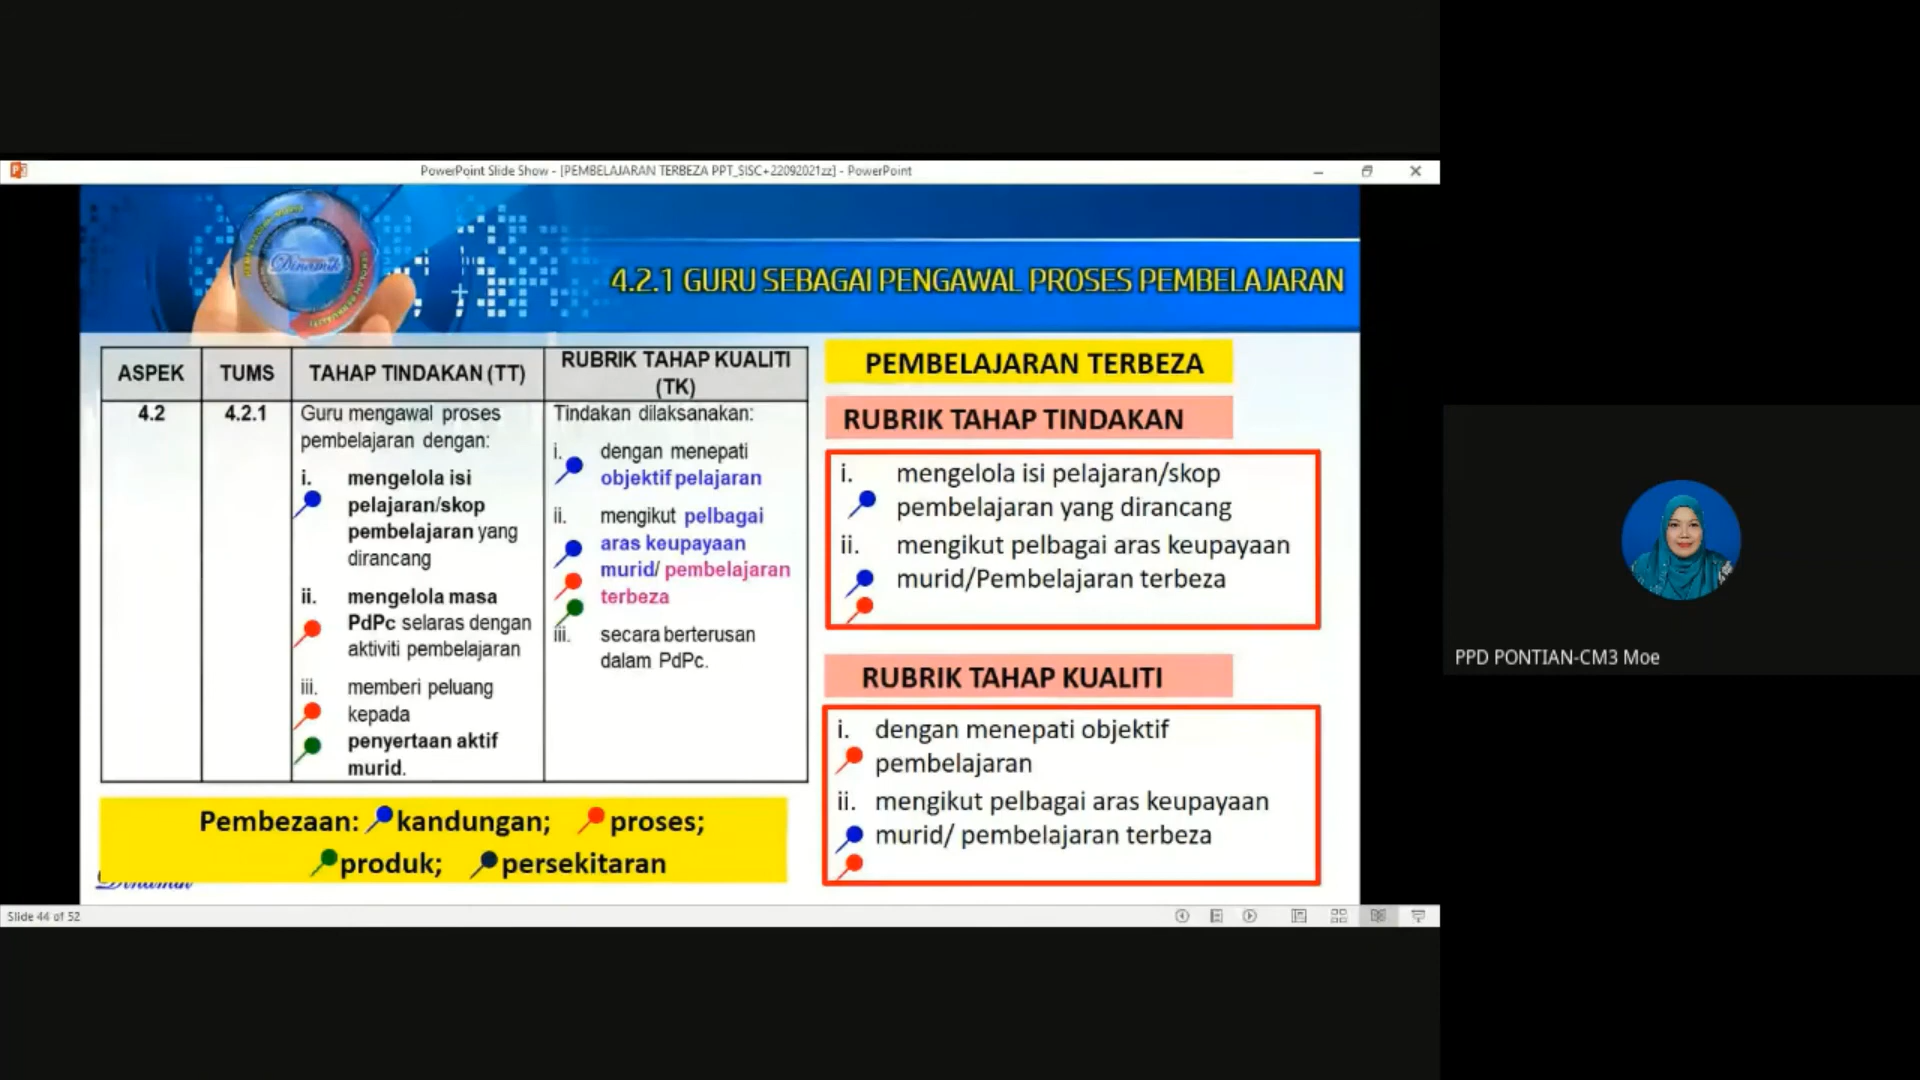 PowerPoint Slide Show - [PEMBELAJARAN TERBEZA PPT_SISC+22092021zz] - PowerPoint
Dinamik
4.2.1 GURU SEBAGAI PENGAWAL PROSES PEMBELAJARAN
ASPEK
TUMS
TAHAP TINDAKAN (TT)
RUBRIK TAHAP KUALITI
(TK)
4.2
4.2.1
Guru mengawal proses
pembelajaran dengan:
i. mengelola isi
pelajaran/skop
pembelajaran yang
dirancang
ii. mengelola masa
PdPc selaras dengan
aktiviti pembelajaran
iii. memberi peluang
kepada
penyertaan aktif
murid.
Tindakan dilaksanakan:
i. dengan menepati
objektif pelajaran
ii. mengikut pelbagai
aras keupayaan
murid/ pembelajaran
terbeza
iii. secara berterusan
dalam PdPc.
Pembezaan: kandungan; proses;
produk; persekitaran
Dinamik
PEMBELAJARAN TERBEZA
RUBRIK TAHAP TINDAKAN
i. mengelola isi pelajaran/skop
pembelajaran yang dirancang
ii. mengikut pelbagai aras keupayaan
murid/Pembelajaran terbeza
RUBRIK TAHAP KUALITI
i. dengan menepati objektif
pembelajaran
ii. mengikut pelbagai aras keupayaan
murid/ pembelajaran terbeza
Slide 44 of 52
PPD PONTIAN-CM3 Moe